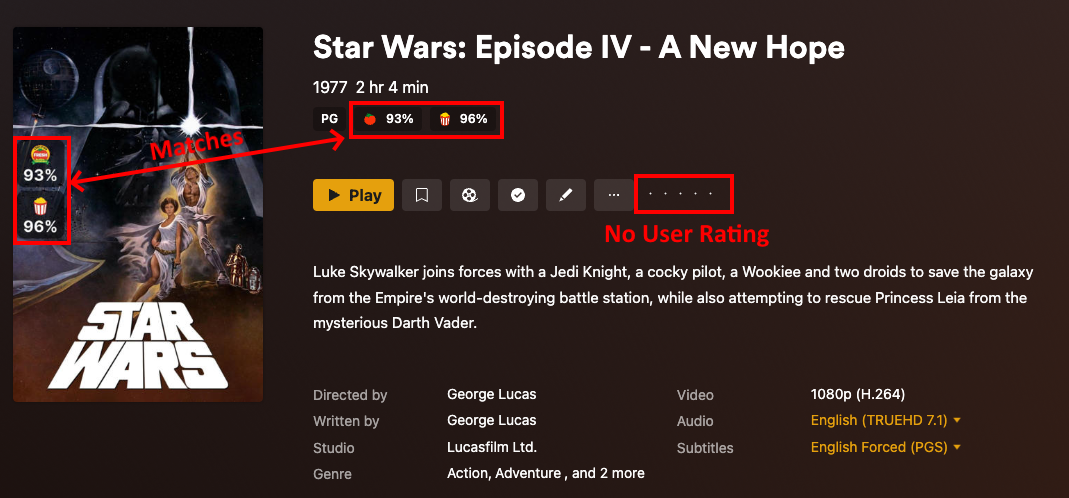 Star Wars: Episode IV - A New Hope
1977 2 hr 4 min
PG 93% 96%
Matches
FRESH
93%
96%
Play
No User Rating
Luke Skywalker joins forces with a Jedi Knight, a cocky pilot, a Wookiee and two droids to save the galaxy
from the Empire's world-destroying battle station, while also attempting to rescue Princess Leia from the
mysterious Darth Vader.
STAR
WARS
Directed by George Lucas Video 1080p (H.264)
Written by George Lucas Audio English (TRUEHD 7.1)
Studio Lucasfilm Ltd. Subtitles English Forced (PGS)
Genre Action, Adventure , and 2 more